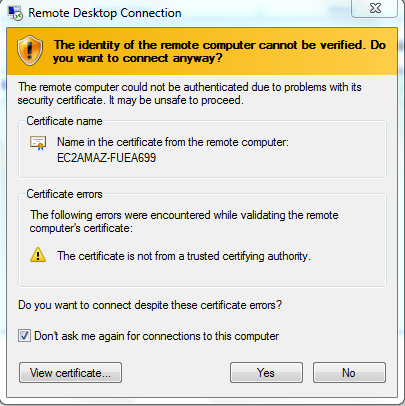 Remote Desktop Connection
The identity of the remote computer cannot be verified. Do
you want to connect anyway?
The remote computer could not be authenticated due to problems with its
security certificate. It may be unsafe to proceed.
Certificate name
Name in the certificate from the remote computer:
EC2AMAZ-FUEA699
Certificate errors
The following errors were encountered while validating the remote
computer's certificate:
The certificate is not from a trusted certifying authority.
Do you want to connect despite these certificate errors?
Don't ask me again for connections to this computer
View certificate... Yes No